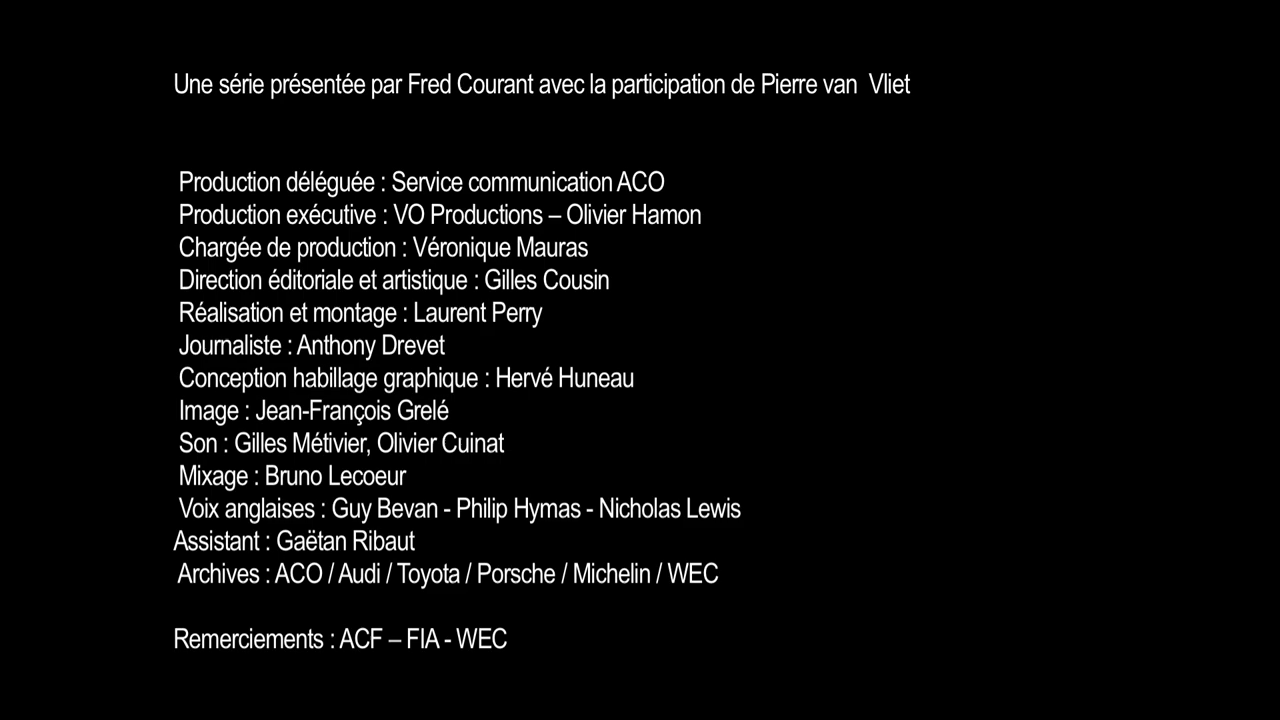 Une série présentée par Fred Courant avec la participation de Pierre van  Vliet
Production déléguée : Service communication ACO
Production exécutive : VO Productions – Olivier Hamon
Chargée de production : Véronique Mauras
Direction éditoriale et artistique : Gilles Cousin
Réalisation et montage : Laurent Perry
Journaliste : Anthony Drevet
Conception habillage graphique : Hervé Huneau
Image : Jean-François Grelé
Son : Gilles Métivier, Olivier Cuinat
Mixage : Bruno Lecoeur
Voix anglaises : Guy Bevan - Philip Hymas - Nicholas Lewis
Assistant : Gaëtan Ribaut
Archives : ACO / Audi / Toyota / Porsche / Michelin / WEC
Remerciements : ACF – FIA - WEC